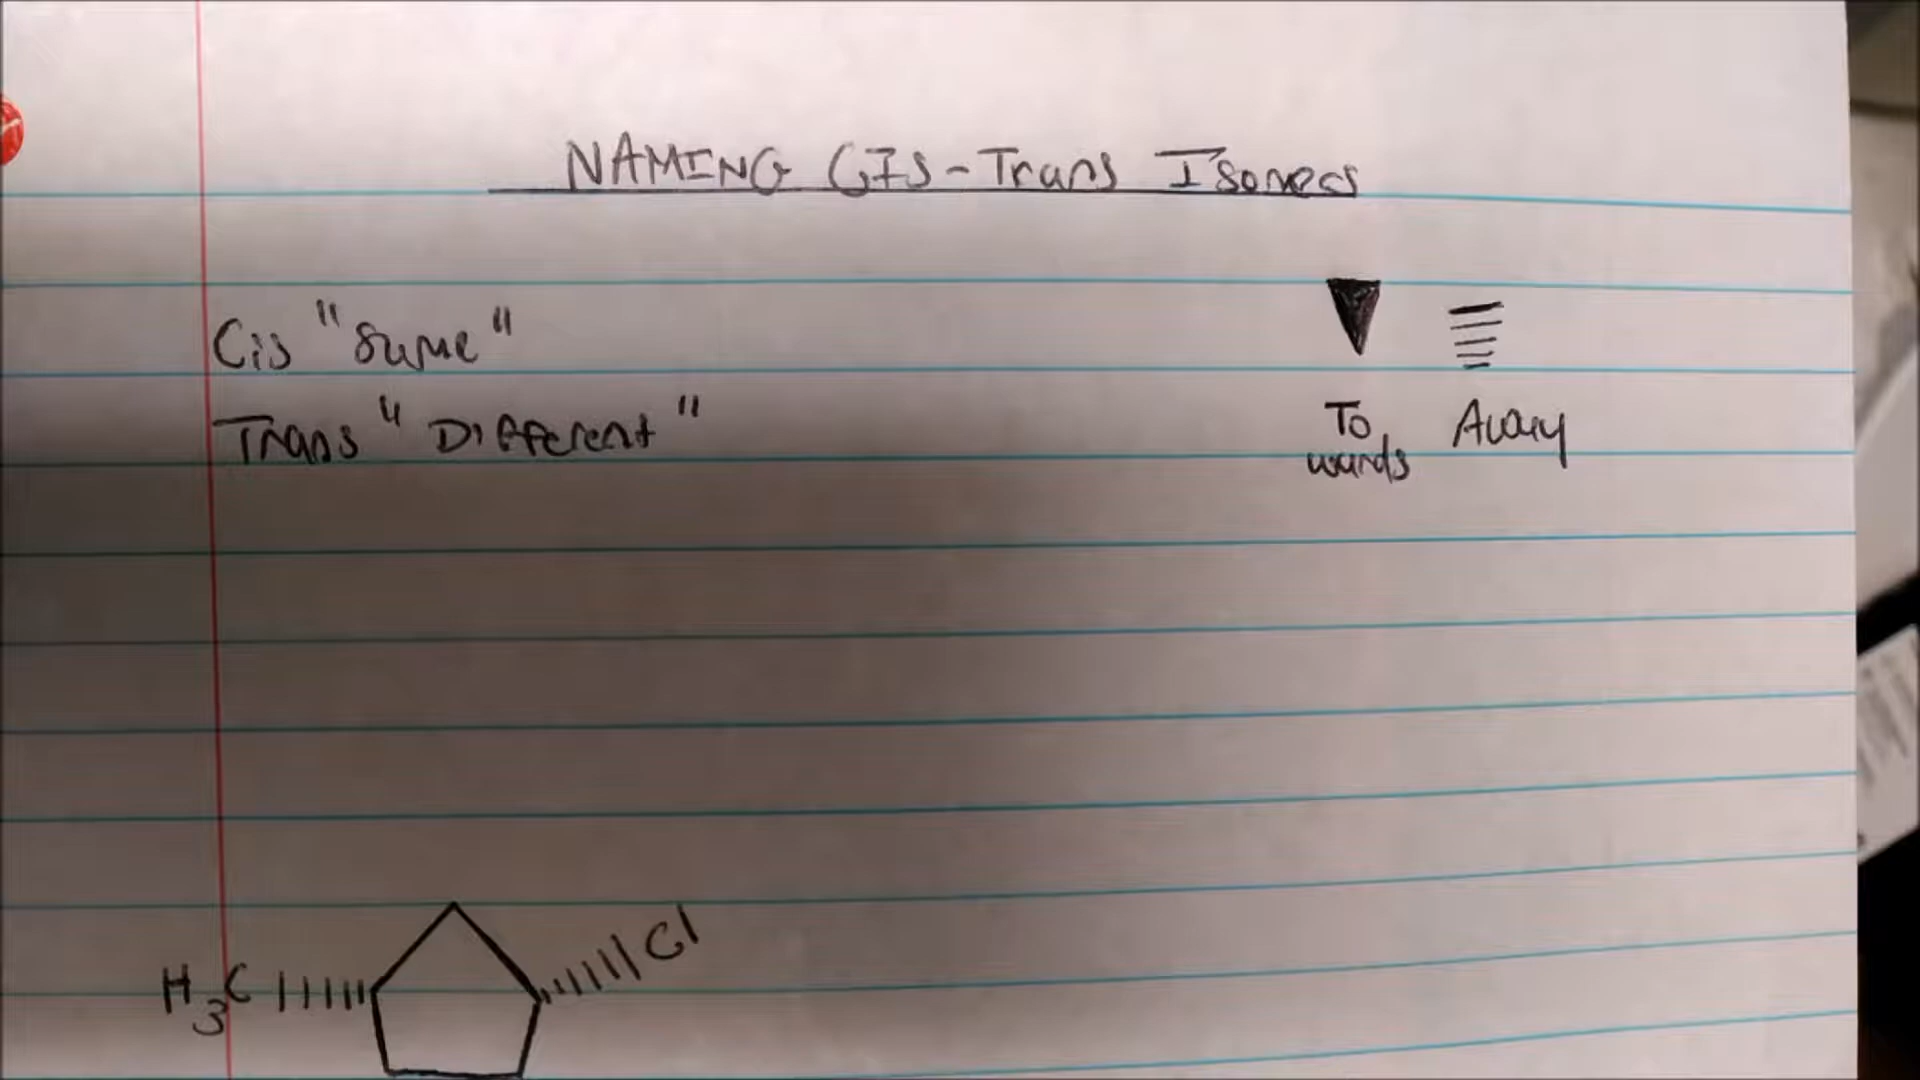 NAMING CIS-Trans Isomers
Cis "Same"
Trans "Different"
To
wards
Away
H3C
Cl